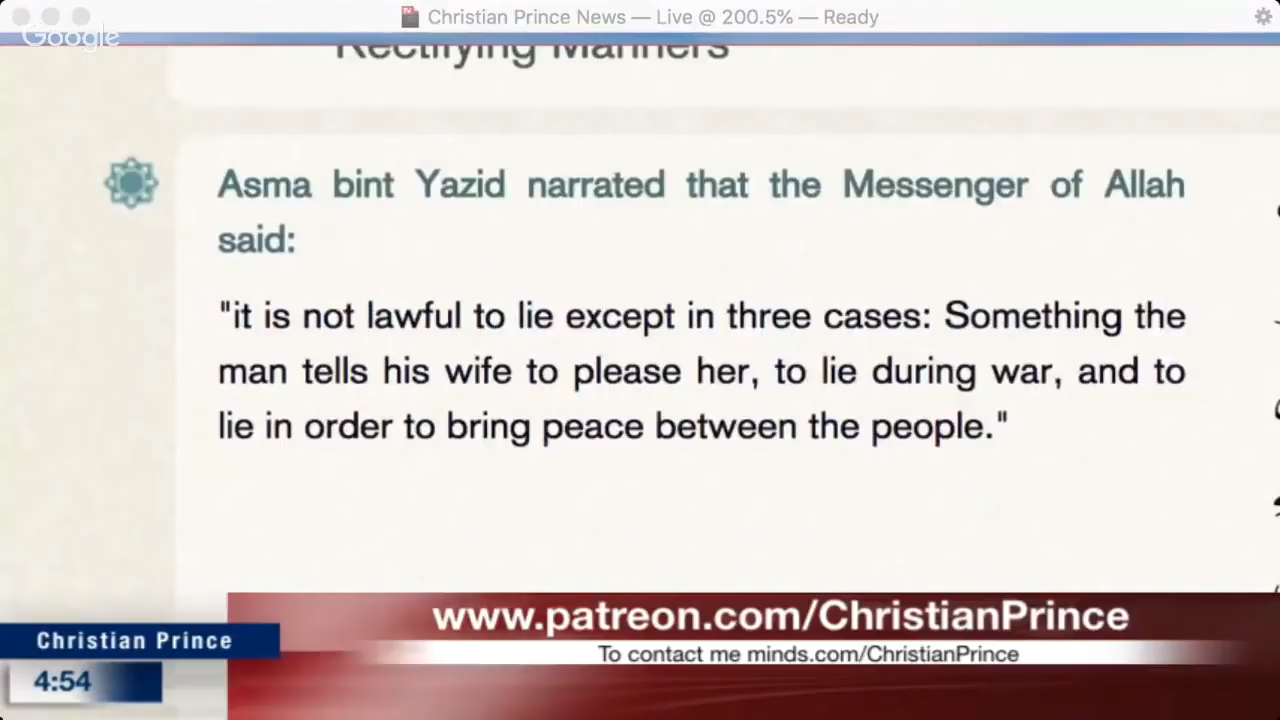 Christian Prince News — Live @ 200.5% — Ready
Google
Rectifying Manners
Asma bint Yazid narrated that the Messenger of Allah
said:
"it is not lawful to lie except in three cases: Something the
man tells his wife to please her, to lie during war, and to
lie in order to bring peace between the people."
www.patreon.com/ChristianPrince
Christian Prince
To contact me minds.com/ChristianPrince
4:54